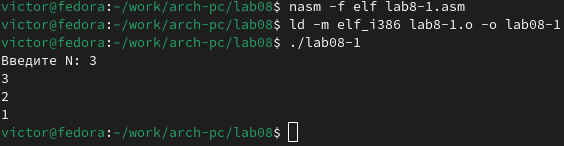 victor@fedora:~/work/arch-pc/lab08$ nasm -f elf lab8-1.asm
victor@fedora:~/work/arch-pc/lab08$ ld -m elf_i386 lab8-1.o -o lab08-1
victor@fedora:~/work/arch-pc/lab08$ ./lab08-1
Введите N: 3
3
2
1
victor@fedora:~/work/arch-pc/lab08$